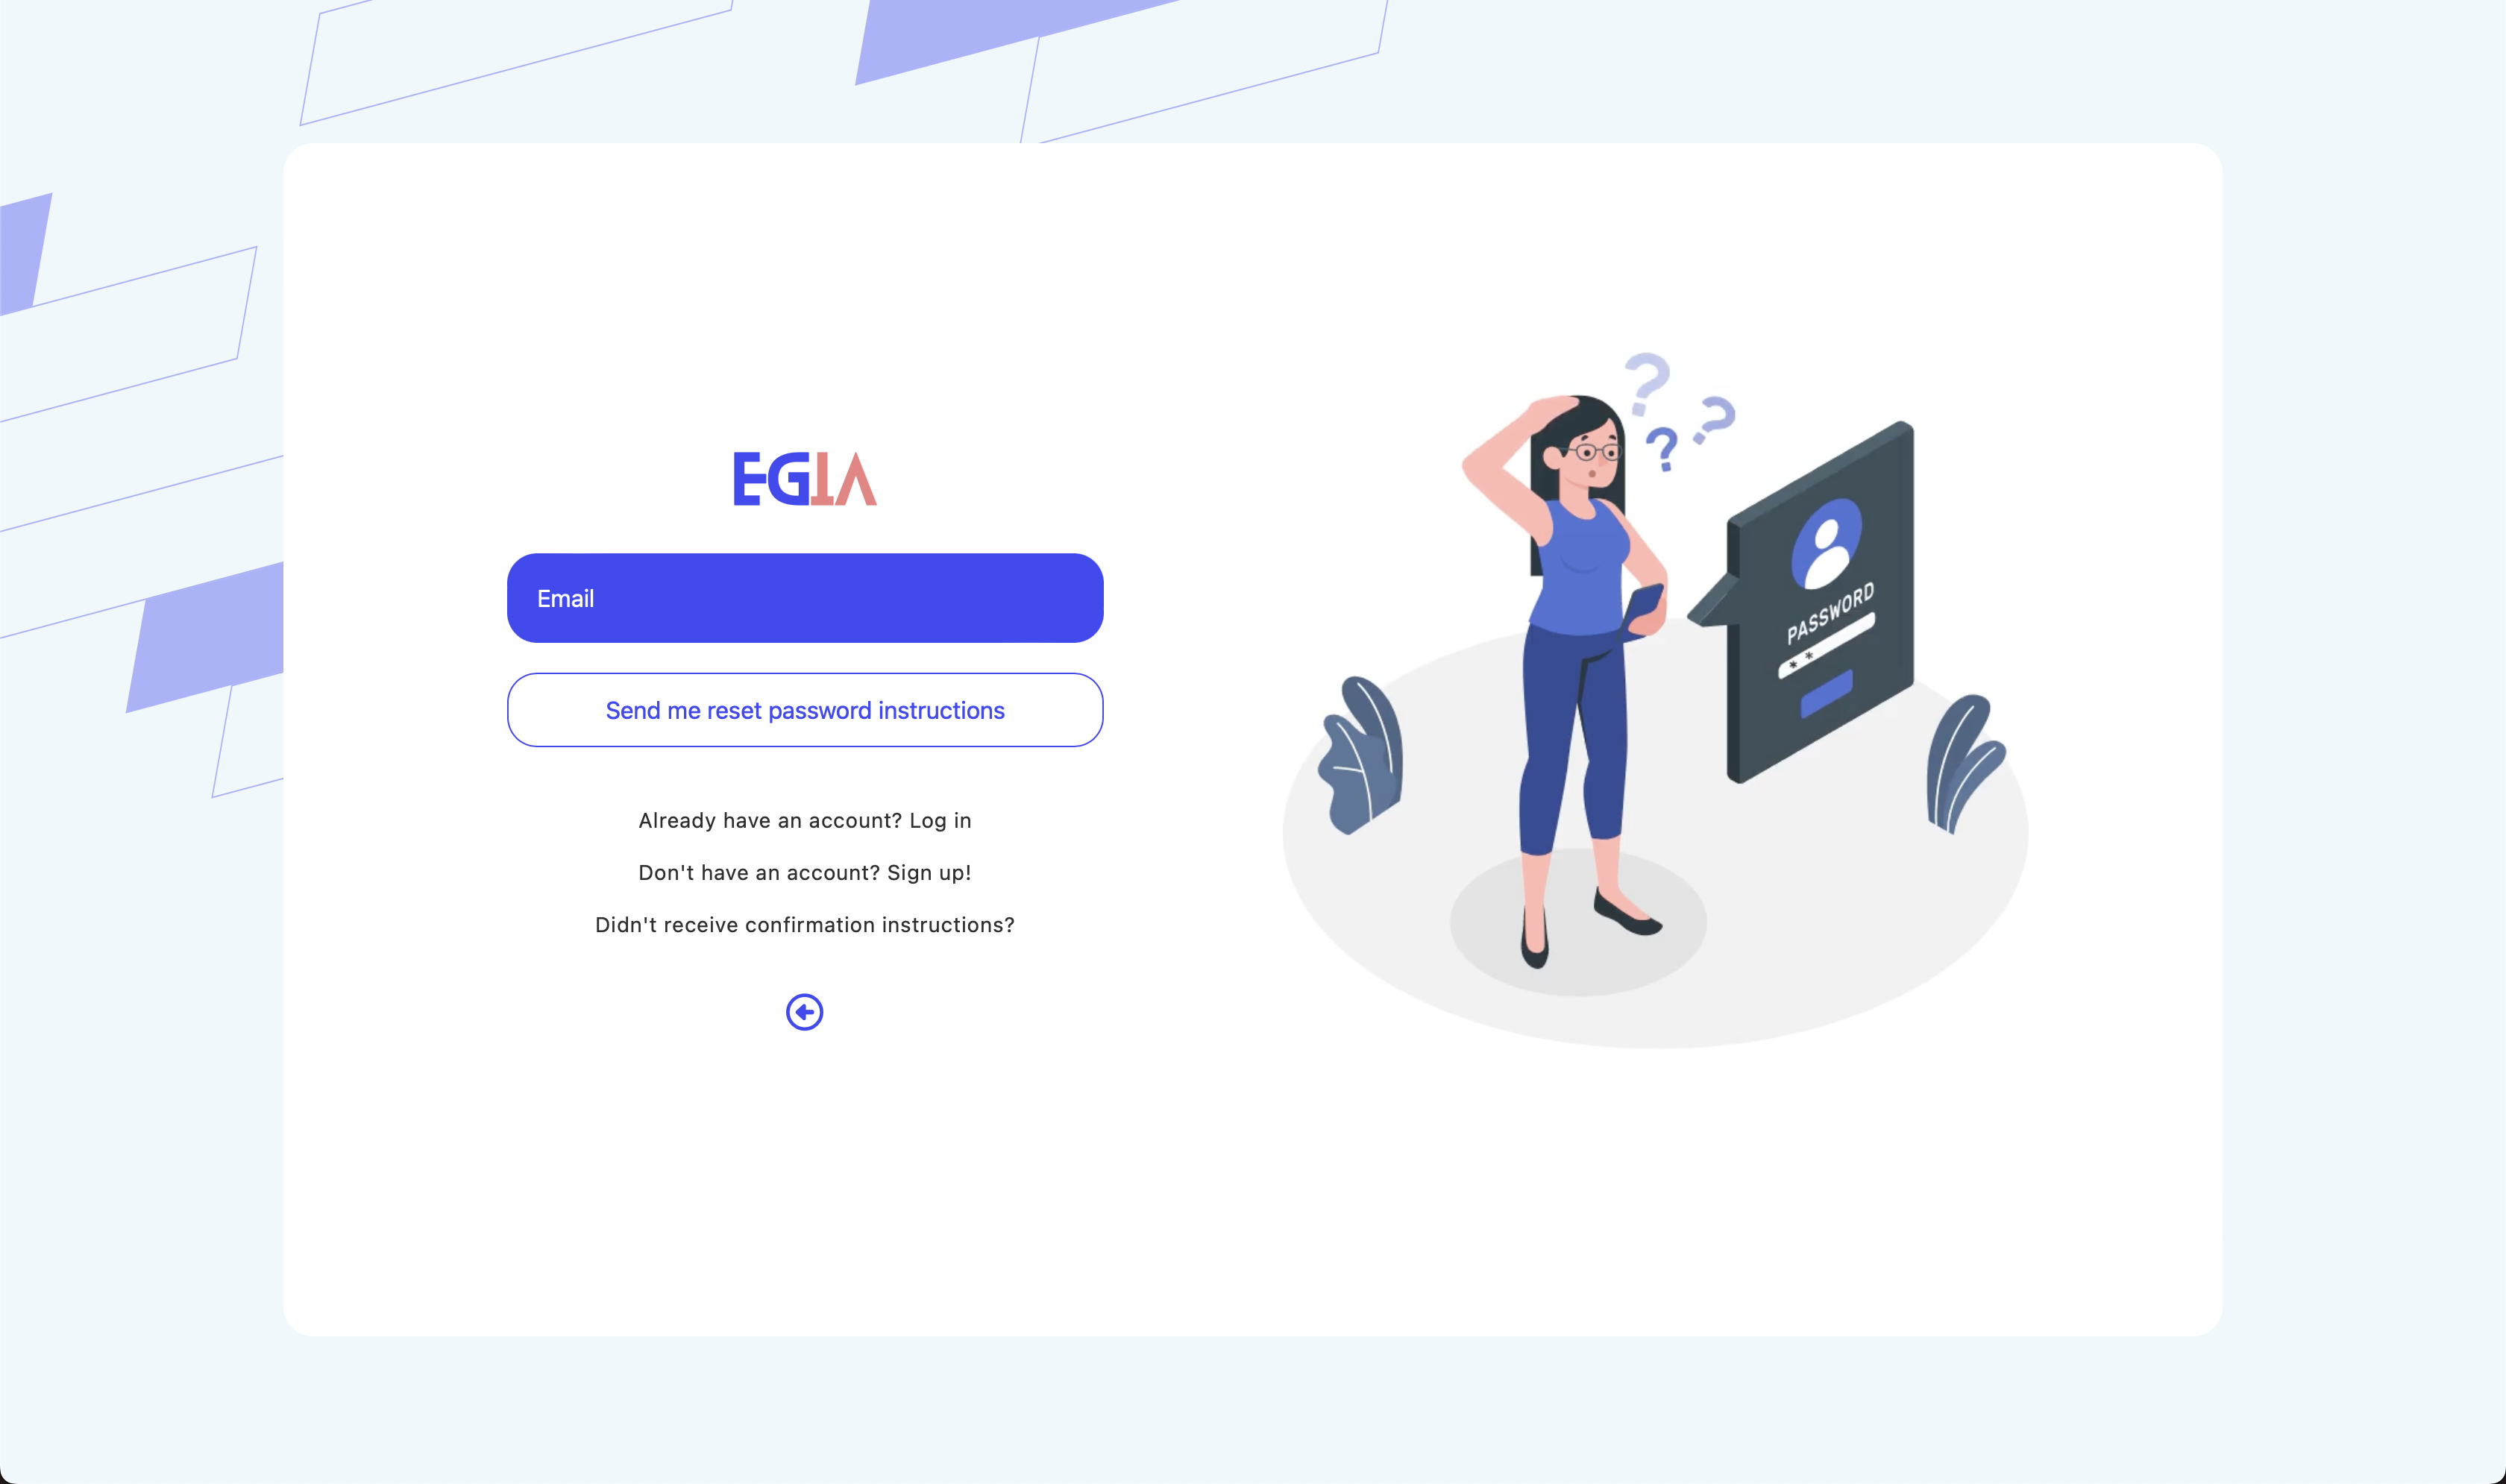 EGIA
Email
Send me reset password instructions
Already have an account? Log in
Don't have an account? Sign up!
Didn't receive confirmation instructions?
? ? ?
PASSWORD
* *